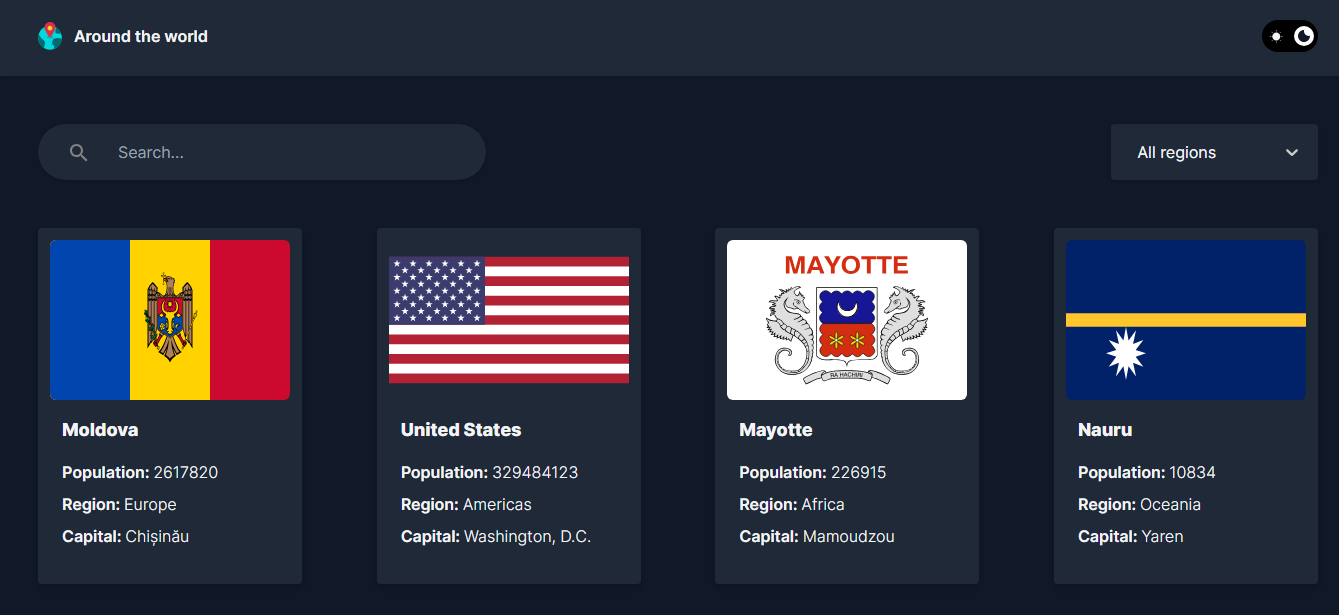 Around the world
Search...
All regions
MAYOTTE
RA HACHIRI
Moldova
Population: 2617820
Region: Europe
Capital: Chișinău
United States
Population: 329484123
Region: Americas
Capital: Washington, D.C.
Mayotte
Population: 226915
Region: Africa
Capital: Mamoudzou
Nauru
Population: 10834
Region: Oceania
Capital: Yaren